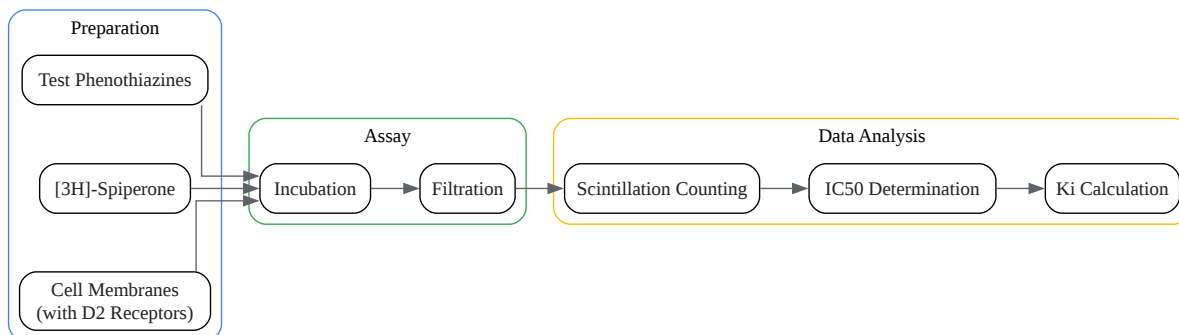 Preparation
Test Phenothiazines
[3H]-Spiperone
Cell Membranes
(with D2 Receptors)
Assay
Incubation
Filtration
Data Analysis
Scintillation Counting
IC50 Determination
Ki Calculation